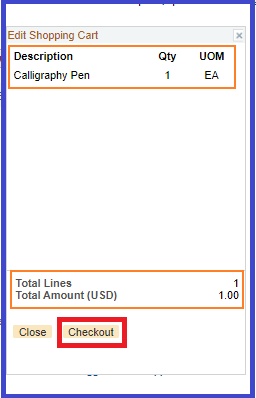 Edit Shopping Cart
Description Qty UOM
Calligraphy Pen 1 EA
Total Lines 1
Total Amount (USD) 1.00
Close Checkout